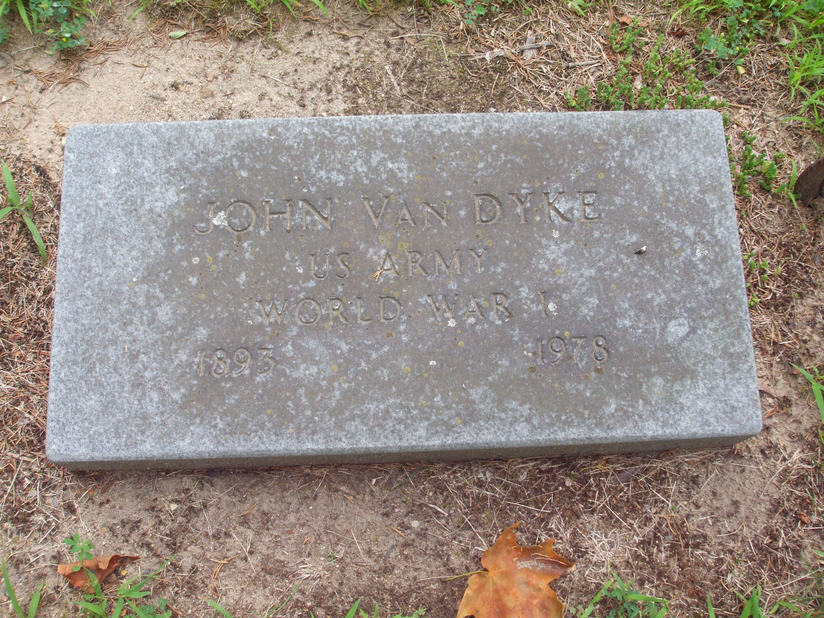 JOHN VAN DYKE
US ARMY
WORLD WAR I
1893 1978